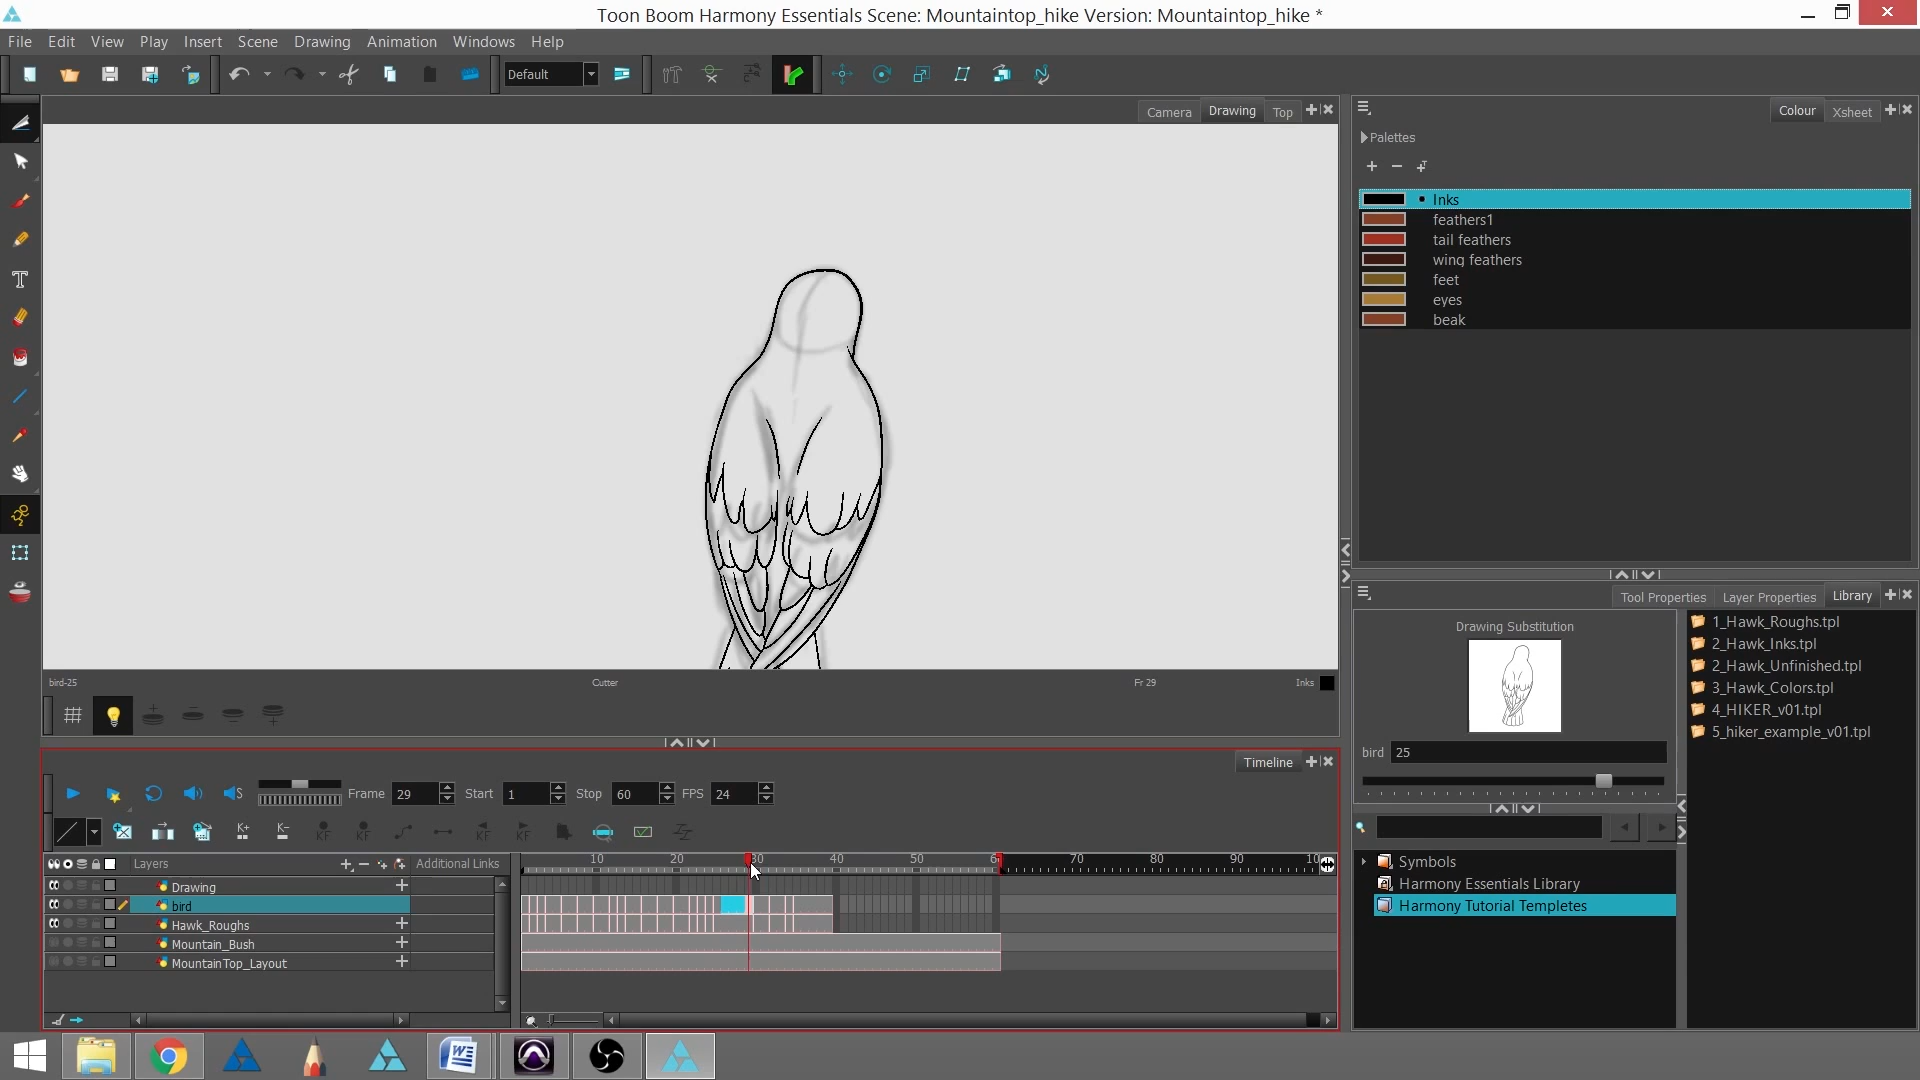 Toon Boom Harmony Essentials Scene: Mountaintop_hike Version: Mountaintop_hike *
File Edit View Play Insert Scene Drawing Animation Windows Help
Default
Camera Drawing Top
Colour Xsheet
Palettes
Inks
feathers1
tail feathers
wing feathers
feet
eyes
beak
bird-25 Cutter Fr 29 Inks
Tool Properties Layer Properties Library
Drawing Substitution
bird 25
1_Hawk_Roughs.tpl
2_Hawk_Inks.tpl
2_Hawk_Unfinished.tpl
3_Hawk_Colors.tpl
4_HIKER_v01.tpl
5_hiker_example_v01.tpl
Symbols
Harmony Essentials Library
Harmony Tutorial Templetes
Timeline
Frame 29 Start 1 Stop 60 FPS 24
Layers Additional Links 10 20 30 40 50 6 70 80 90 10
Drawing
bird
Hawk_Roughs
Mountain_Bush
MountainTop_Layout